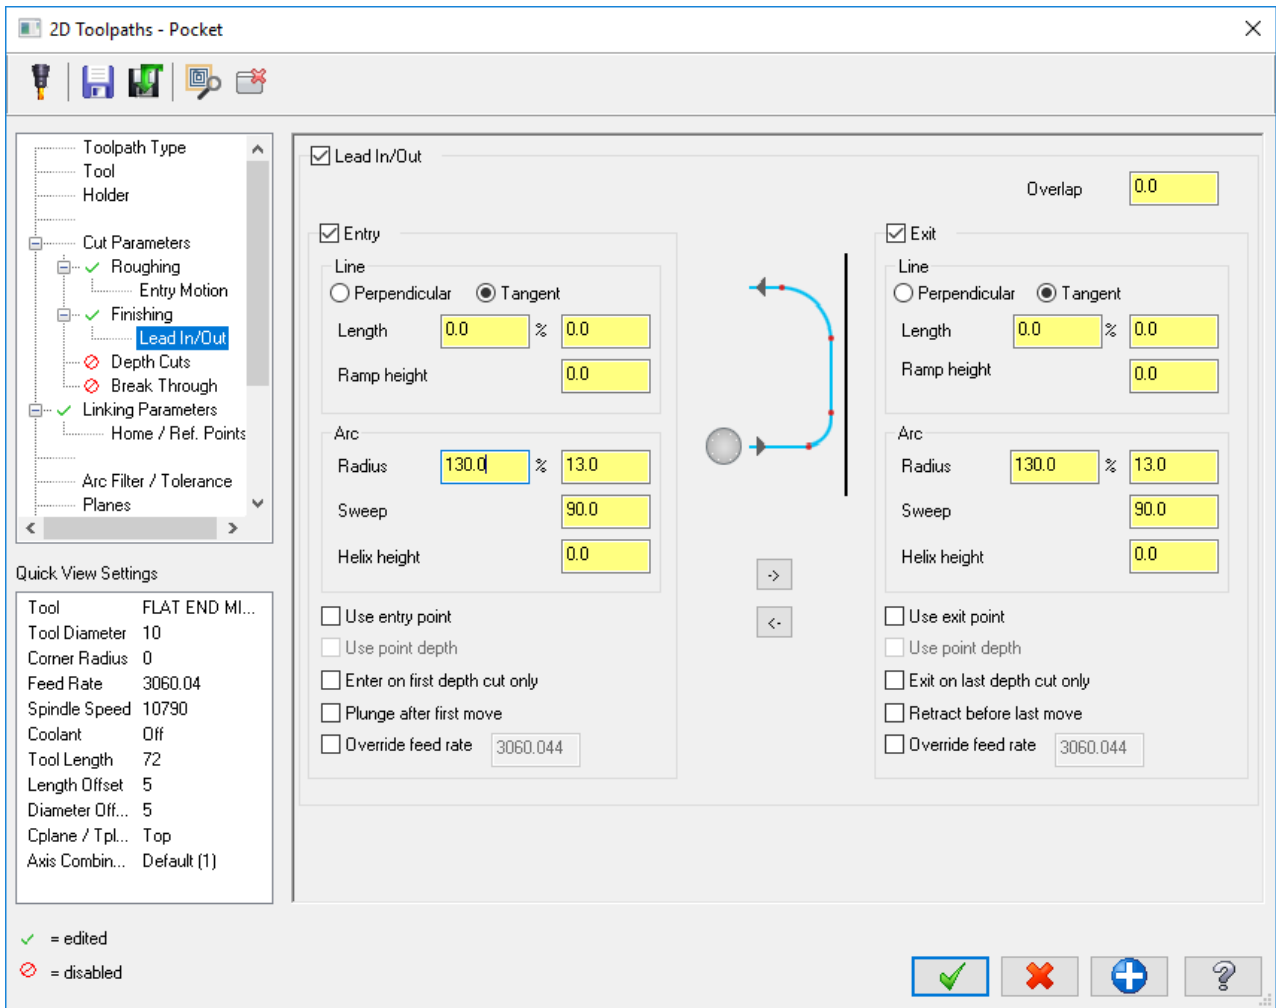 2D Toolpaths - Pocket
Toolpath Type
Tool
Holder
Cut Parameters
Roughing
Entry Motion
Finishing
Lead In/Out
Depth Cuts
Break Through
Linking Parameters
Home / Ref. Points
Arc Filter / Tolerance
Planes
Quick View Settings
Tool FLAT END MI...
Tool Diameter 10
Corner Radius 0
Feed Rate 3060.04
Spindle Speed 10790
Coolant Off
Tool Length 72
Length Offset 5
Diameter Off... 5
Cplane / Tpl... Top
Axis Combin... Default (1)
= edited
= disabled
Lead In/Out
Overlap 0.0
Entry
Line
Perpendicular Tangent
Length 0.0 % 0.0
Ramp height 0.0
Arc
Radius 130.0 % 13.0
Sweep 90.0
Helix height 0.0
Use entry point
Use point depth
Enter on first depth cut only
Plunge after first move
Override feed rate 3060.044
->
<-
Exit
Line
Perpendicular Tangent
Length 0.0 % 0.0
Ramp height 0.0
Arc
Radius 130.0 % 13.0
Sweep 90.0
Helix height 0.0
Use exit point
Use point depth
Exit on last depth cut only
Retract before last move
Override feed rate 3060.044